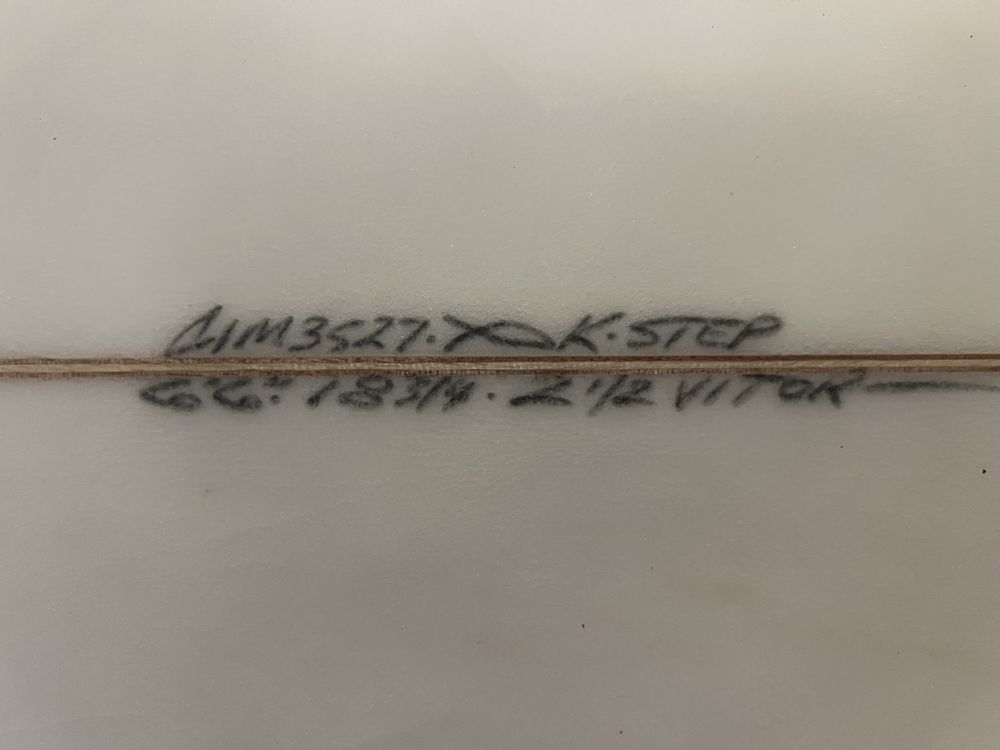 CIM3527. K-STEP
6'6". 18 3/4 . 2 1/2 VITOR